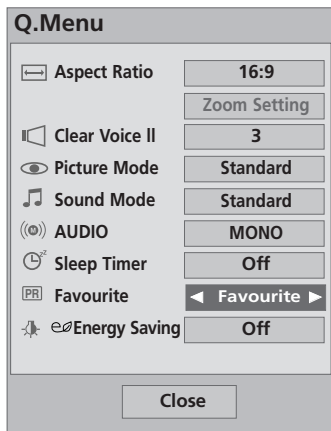 Q.Menu
Aspect Ratio 16:9
Zoom Setting
Clear Voice ll 3
Picture Mode Standard
Sound Mode Standard
AUDIO MONO
Sleep Timer Off
PR Favourite ◄ Favourite ►
Energy Saving Off
Close